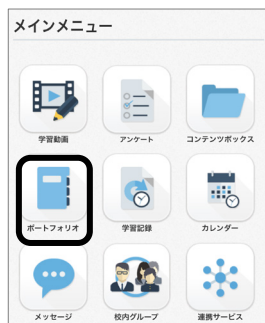 メインメニュー
学習動画
アンケート
コンテンツボックス
ポートフォリオ
学習記録
カレンダー
メッセージ
校内グループ
連携サービス